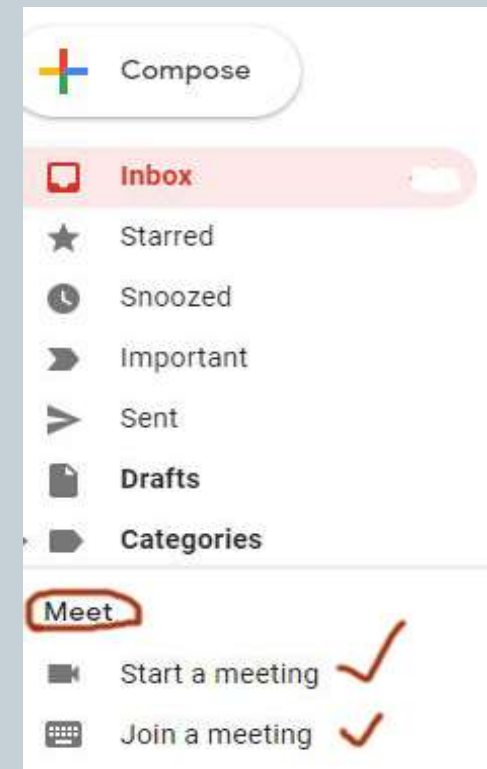 Compose
Inbox
Starred
Snoozed
Important
Sent
Drafts
Categories
Meet
Start a meeting
Join a meeting